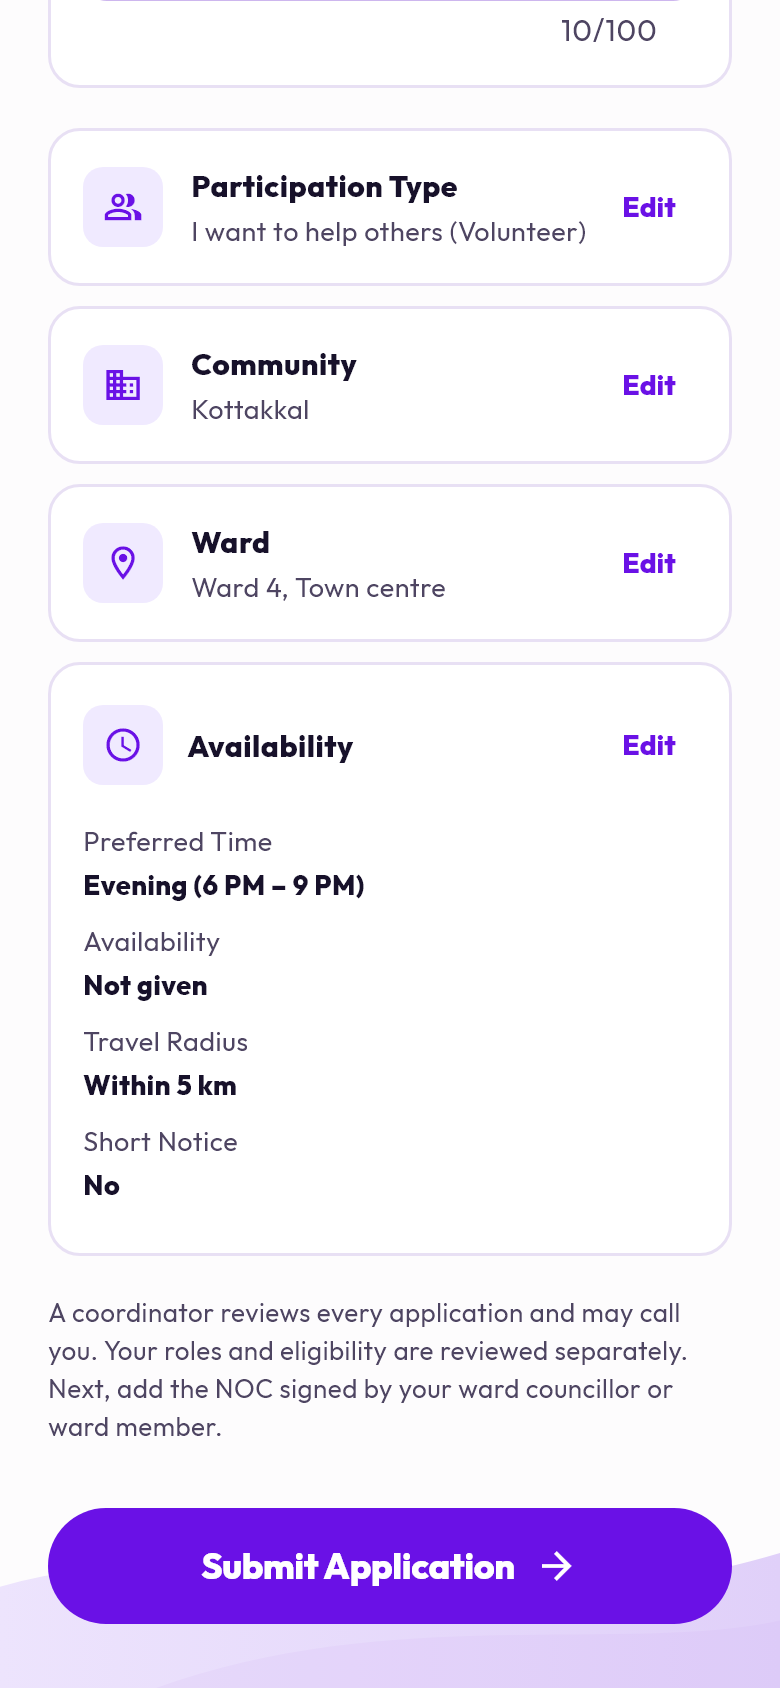 10/100
Participation Type
I want to help others (Volunteer)
Edit
Community
Kottakkal
Edit
Ward
Ward 4, Town centre
Edit
Availability
Edit
Preferred Time
Evening (6 PM – 9 PM)
Availability
Not given
Travel Radius
Within 5 km
Short Notice
No
A coordinator reviews every application and may call
you. Your roles and eligibility are reviewed separately.
Next, add the NOC signed by your ward councillor or
ward member.
Submit Application →